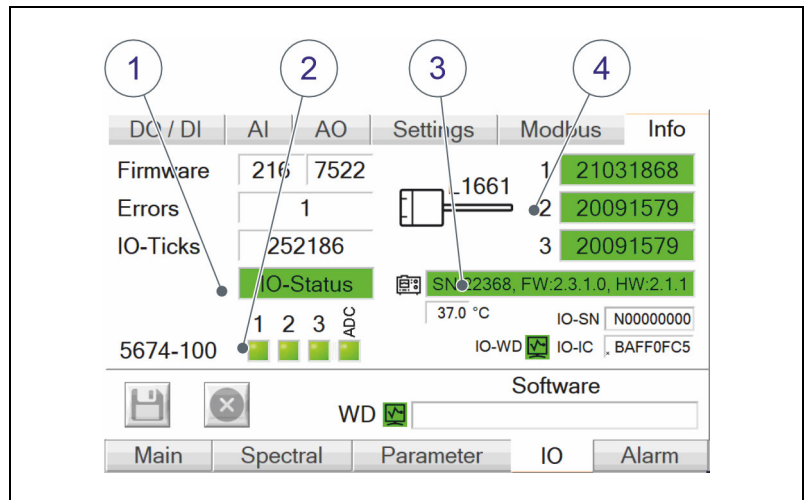 1 2 3 4
DO / DI AI AO Settings Modbus Info
Firmware 216 7522 1 21031868
L1661
Errors 1 2 20091579
IO-Ticks 252186 3 20091579
IO-Status SN:22368, FW:2.3.1.0, HW:2.1.1
1 2 3 ADC 37.0 °C IO-SN N00000000
5674-100 IO-WD IO-IC BAFF0FC5
Software
WD
Main Spectral Parameter IO Alarm